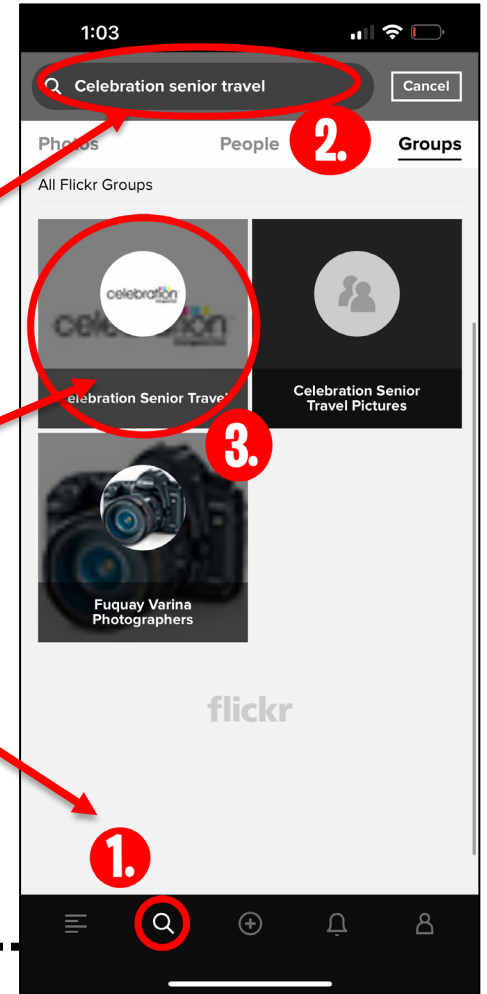 1:03
Celebration senior travel
Cancel
Photos
People
2.
Groups
All Flickr Groups
celebration
Celebration Senior Travel
3.
Celebration Senior
Travel Pictures
Fuquay Varina
Photographers
flickr
1.